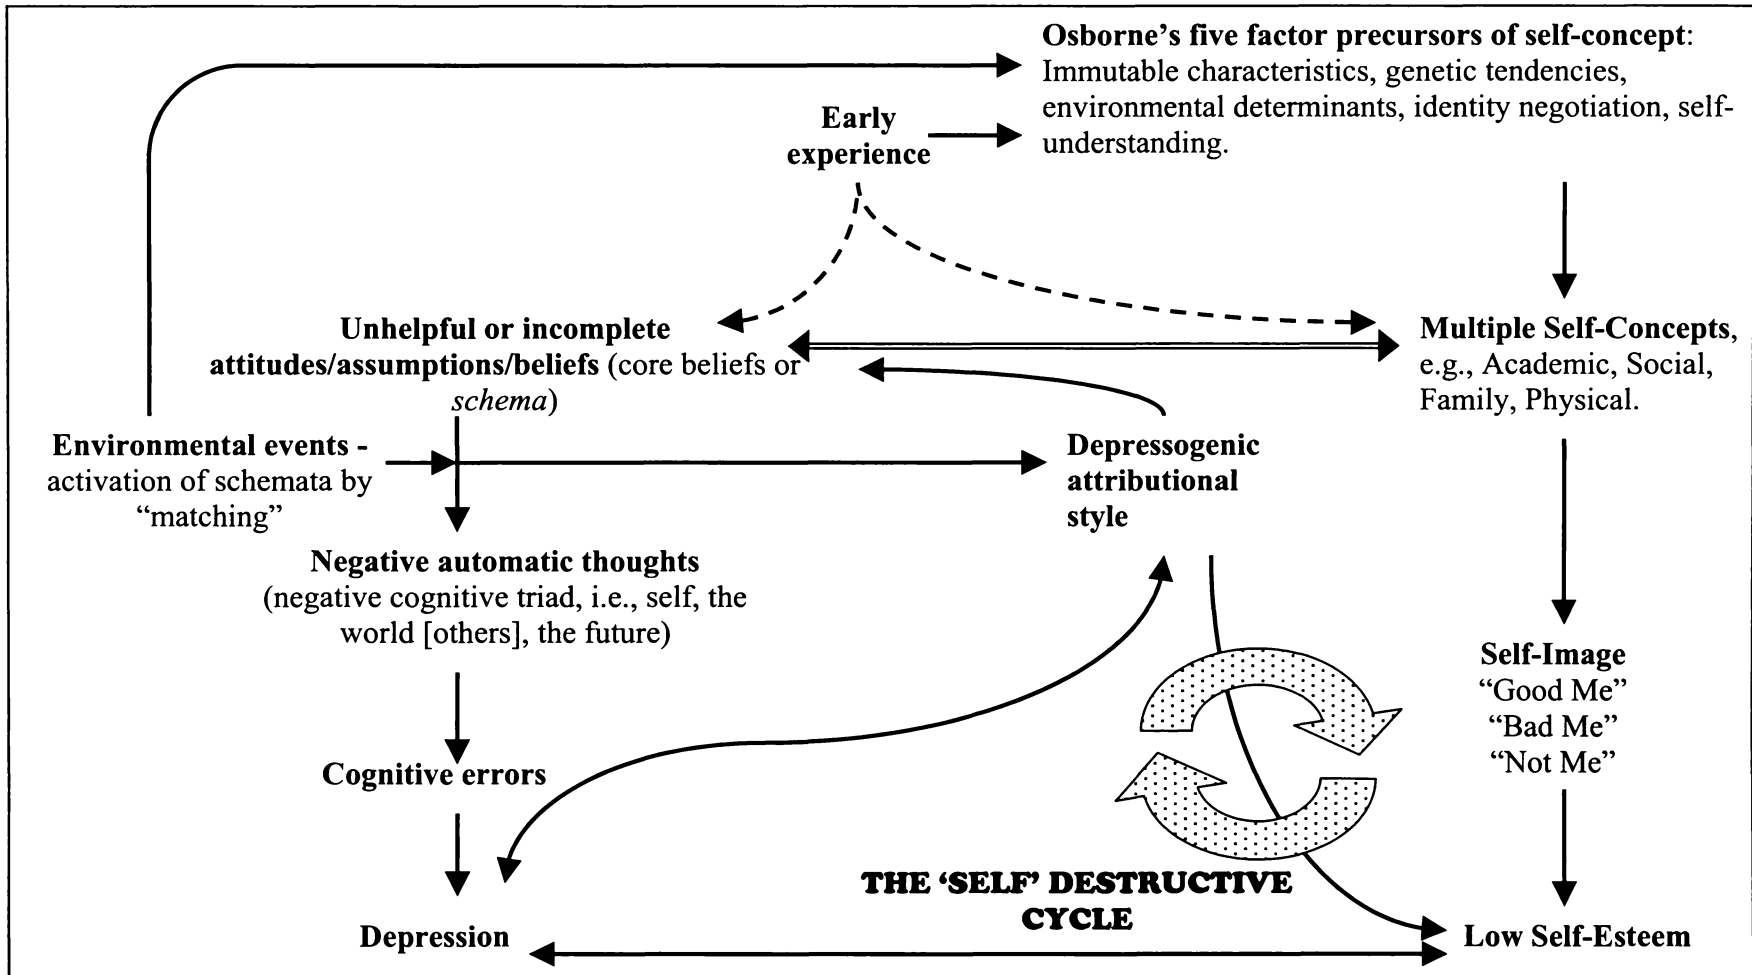 Osborne’s five factor precursors of self-concept:
Immutable characteristics, genetic tendencies,
environmental determinants, identity negotiation, self-
understanding.
Early
experience
Unhelpful or incomplete
attitudes/assumptions/beliefs (core beliefs or
schema)
Multiple Self-Concepts,
e.g., Academic, Social,
Family, Physical.
Environmental events -
activation of schemata by
“matching”
Depressogenic
attributional
style
Negative automatic thoughts
(negative cognitive triad, i.e., self, the
world [others], the future)
Self-Image
“Good Me”
“Bad Me”
“Not Me”
Cognitive errors
THE ‘SELF’ DESTRUCTIVE
CYCLE
Depression
Low Self-Esteem